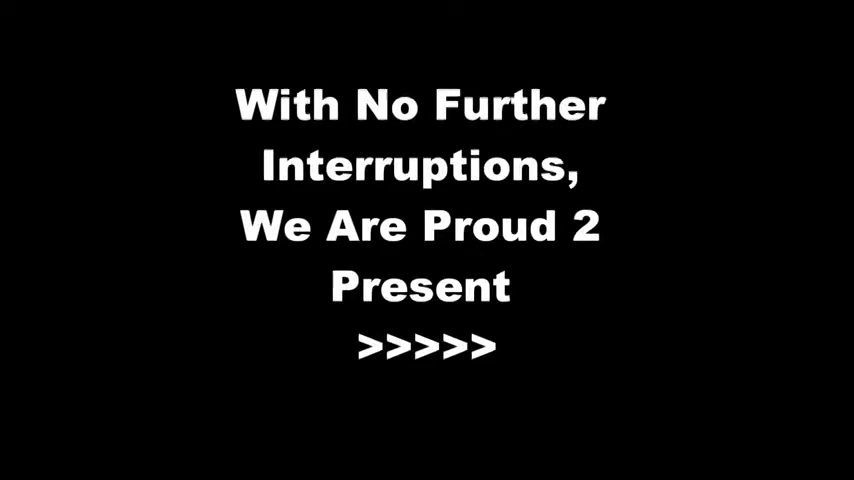 With No Further
Interruptions,
We Are Proud 2
Present
>>>>>